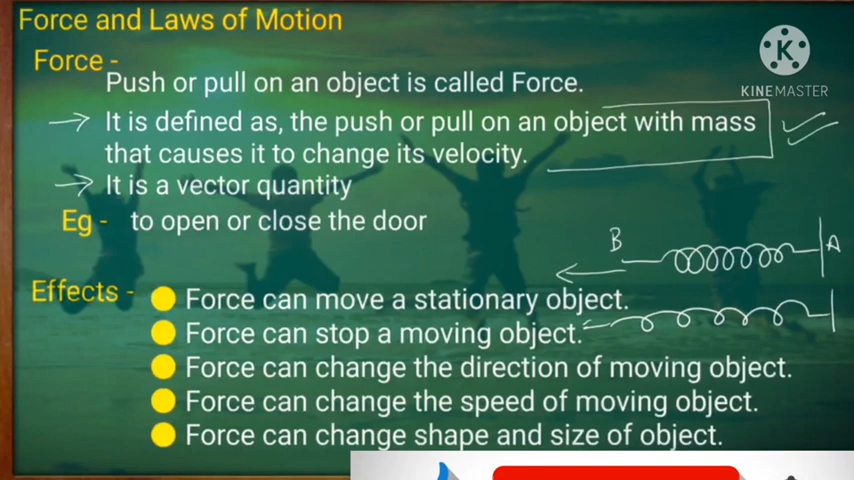 Force and Laws of Motion
Force -
Push or pull on an object is called Force.
→ It is defined as, the push or pull on an object with mass
that causes it to change its velocity.
→ It is a vector quantity
Eg - to open or close the door
B
A
Effects - Force can move a stationary object.
Force can stop a moving object.
Force can change the direction of moving object.
Force can change the speed of moving object.
Force can change shape and size of object.
K
KINEMASTER